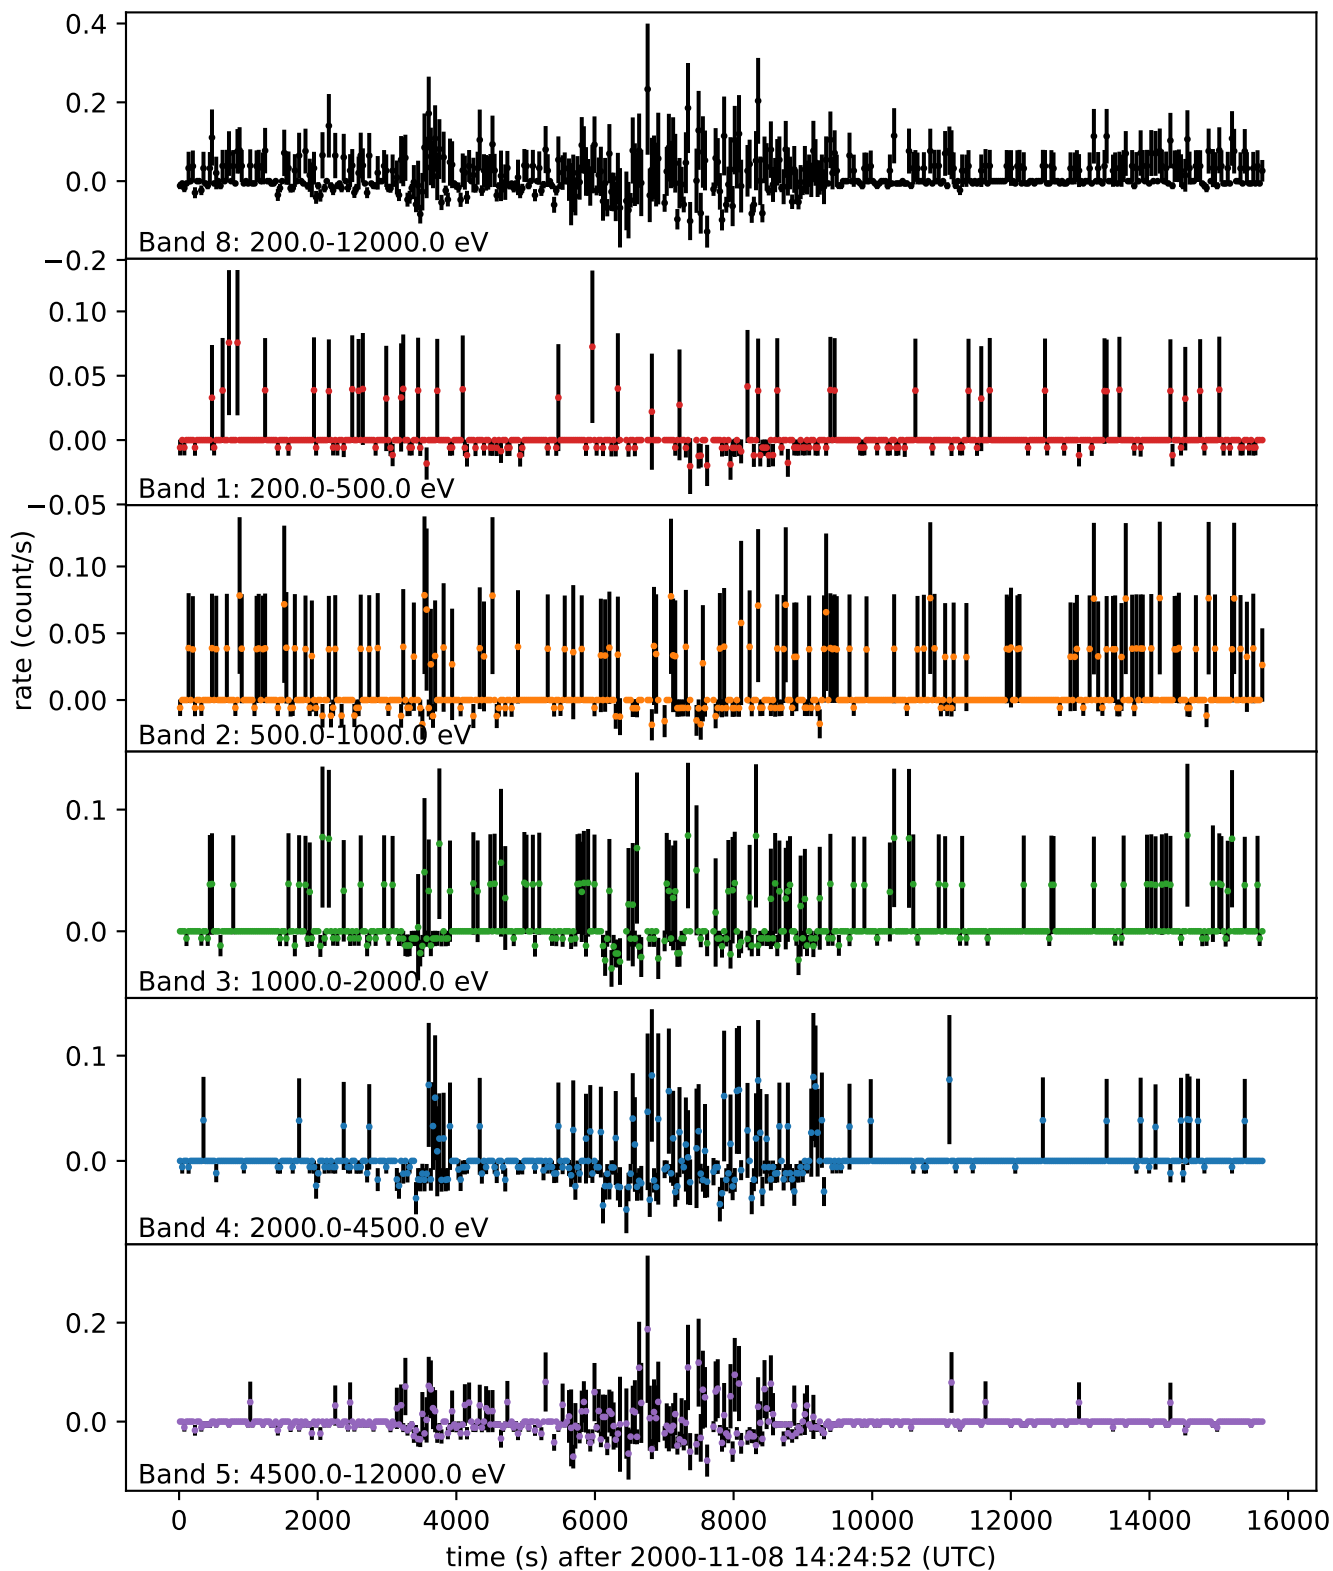 0.4
0.2
0.0
−0.2
Band 8: 200.0-12000.0 eV
0.10
0.05
0.00
−0.05
Band 1: 200.0-500.0 eV
rate (count/s)
0.10
0.05
0.00
Band 2: 500.0-1000.0 eV
0.1
0.0
Band 3: 1000.0-2000.0 eV
0.1
0.0
Band 4: 2000.0-4500.0 eV
0.2
0.0
Band 5: 4500.0-12000.0 eV
0 2000 4000 6000 8000 10000 12000 14000 16000
time (s) after 2000-11-08 14:24:52 (UTC)